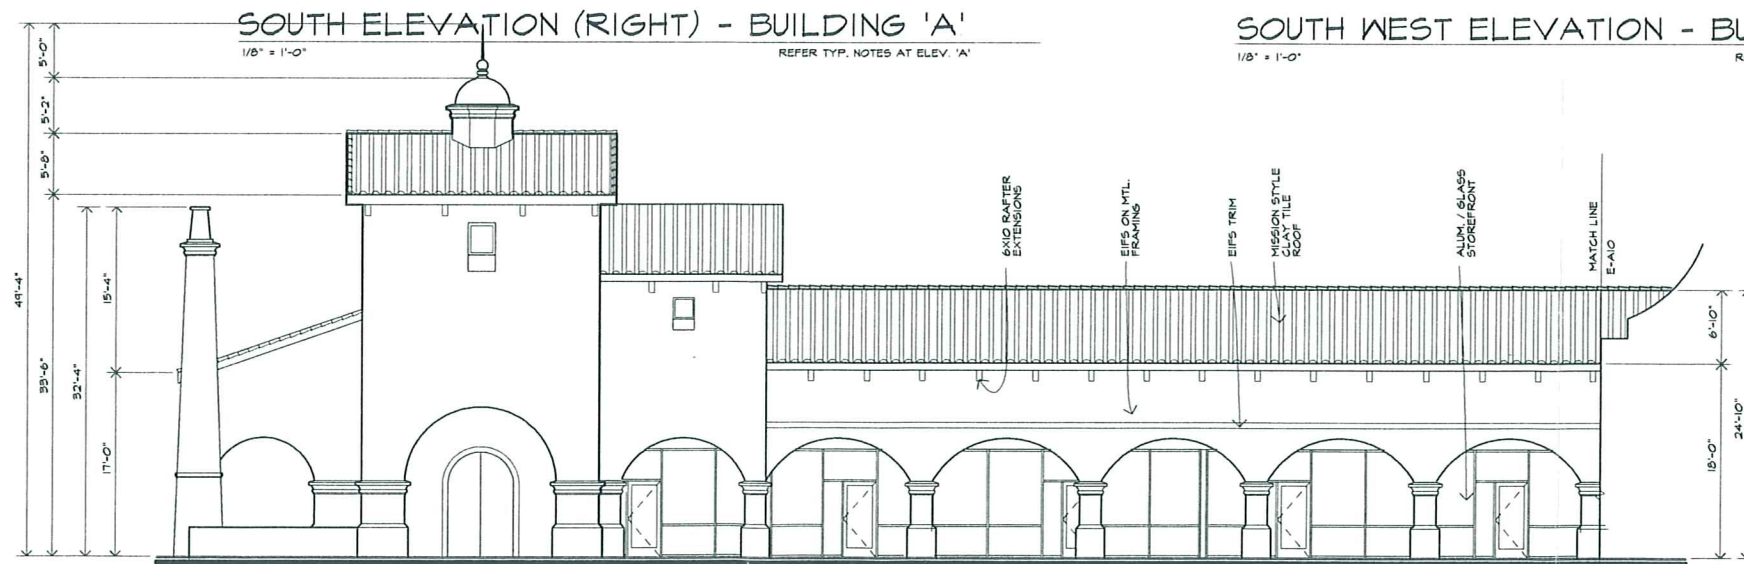 SOUTH ELEVATION (RIGHT) - BUILDING 'A'
1/8" = 1'-0"
REFER TYP. NOTES AT ELEV. 'A'
SOUTH WEST ELEVATION - BU
1/8" = 1'-0"
R
5'-0"
5'-2"
5'-8"
49'-4"
33'-6"
32'-4"
15'-4"
17'-0"
6X10 RAFTER
EXTENSIONS
EIFS ON MTL.
FRAMING
EIFS TRIM
MISSION STYLE
CLAY TILE
ROOF
ALUM. / GLASS
STOREFRONT
MATCH LINE
E-A10
6'-10"
18'-0"
24'-10"